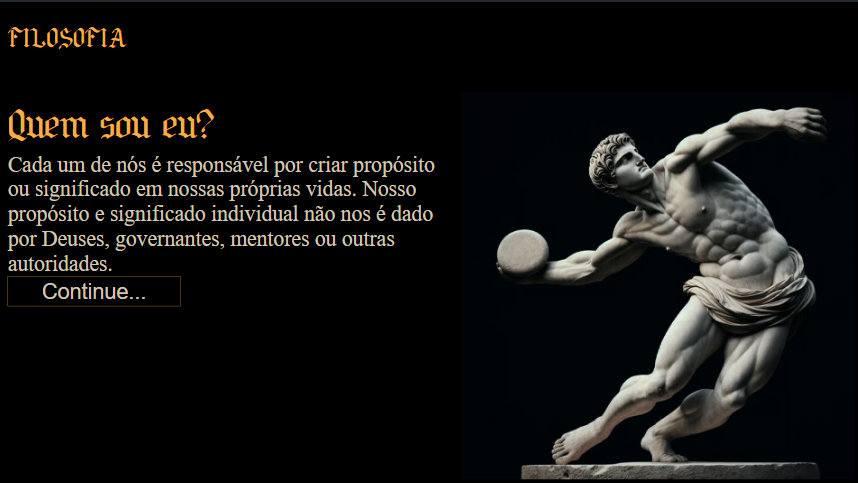 FILOSOFIA
Quem sou eu?
Cada um de nós é responsável por criar propósito
ou significado em nossas próprias vidas. Nosso
propósito e significado individual não nos é dado
por Deuses, governantes, mentores ou outras
autoridades.
Continue...